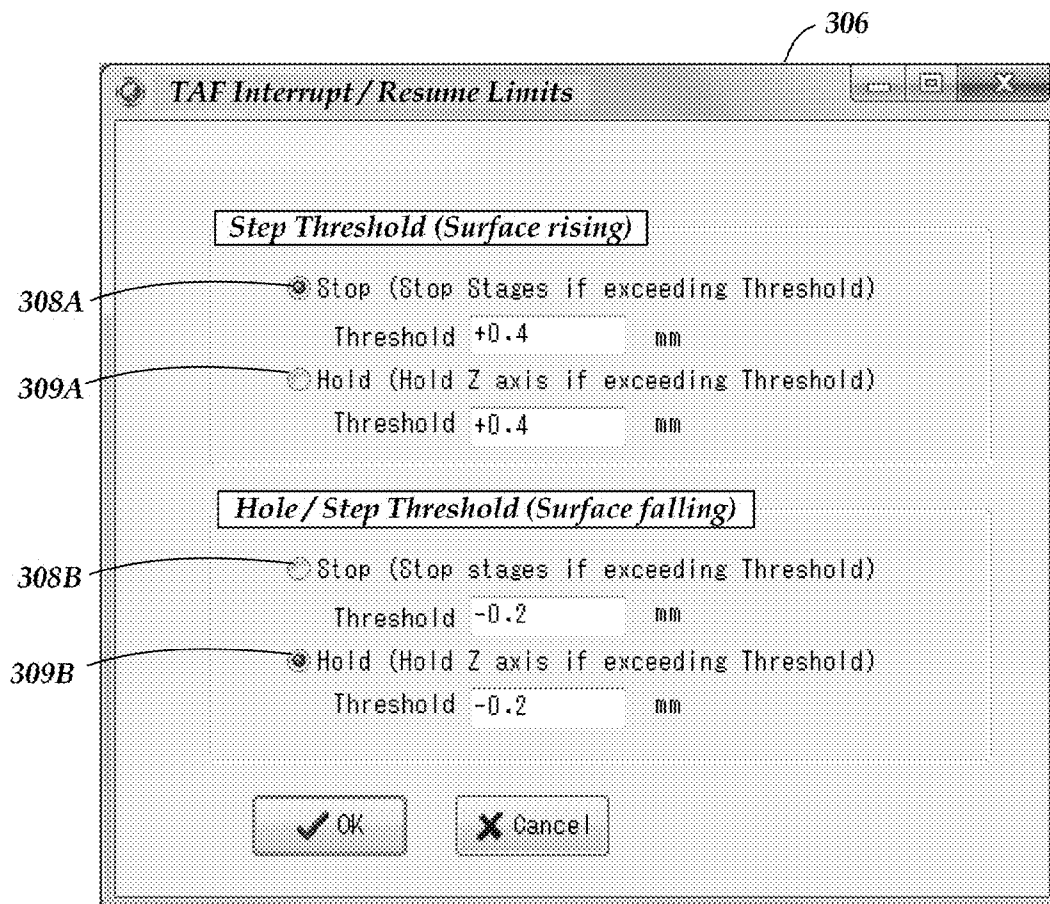 306
TAF Interrupt / Resume Limits
Step Threshold (Surface rising)
308A Stop (Stop Stages if exceeding Threshold)
Threshold +0.4 mm
309A Hold (Hold Z axis if exceeding Threshold)
Threshold +0.4 mm
Hole / Step Threshold (Surface falling)
308B Stop (Stop stages if exceeding Threshold)
Threshold -0.2 mm
309B Hold (Hold Z axis if exceeding Threshold)
Threshold -0.2 mm
OK Cancel